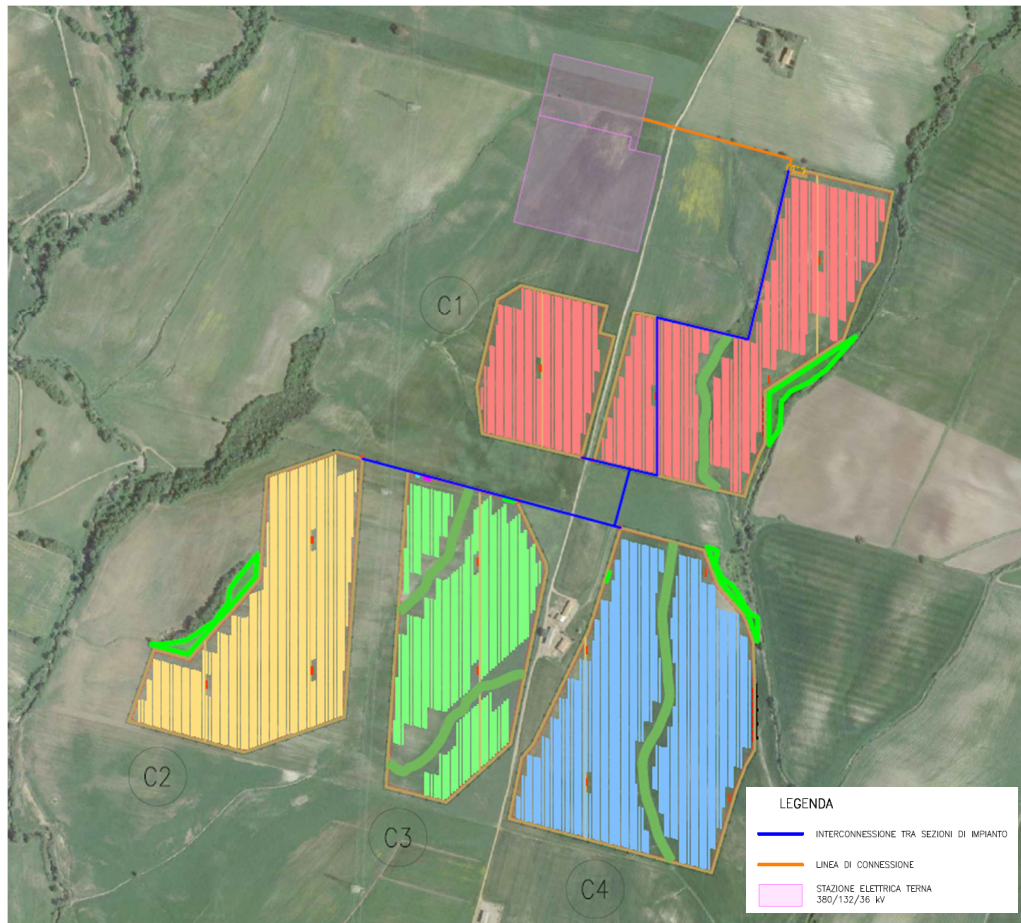 C1
C2
C3
C4
LEGENDA
INTERCONNESSIONE TRA SEZIONI DI IMPIANTO
LINEA DI CONNESSIONE
STAZIONE ELETTRICA TERNA
380/132/36 kV